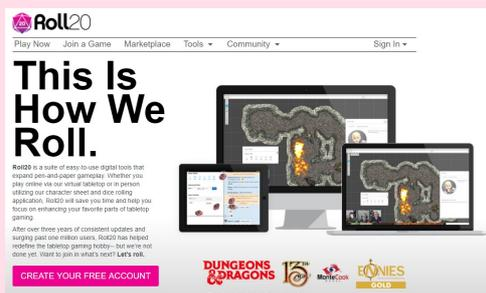 Roll20
Play Now Join a Game Marketplace Tools Community Sign In
This Is
How We
Roll.
Roll20 is a suite of easy-to-use digital tools that
expand pen-and-paper gameplay. Whether you
play online via our virtual tabletop or in person
utilizing our character sheet and dice rolling
application, Roll20 will save you time and help you
focus on enhancing your favorite parts of tabletop
gaming.
After over three years of consistent updates and
surging past one million users, Roll20 has helped
redefine the tabletop gaming hobby-- but we're not
done yet. Want to join in what's next? Let's roll.
CREATE YOUR FREE ACCOUNT
DUNGEONS
& DRAGONS
13th
MonteCook
ENNIES
GOLD